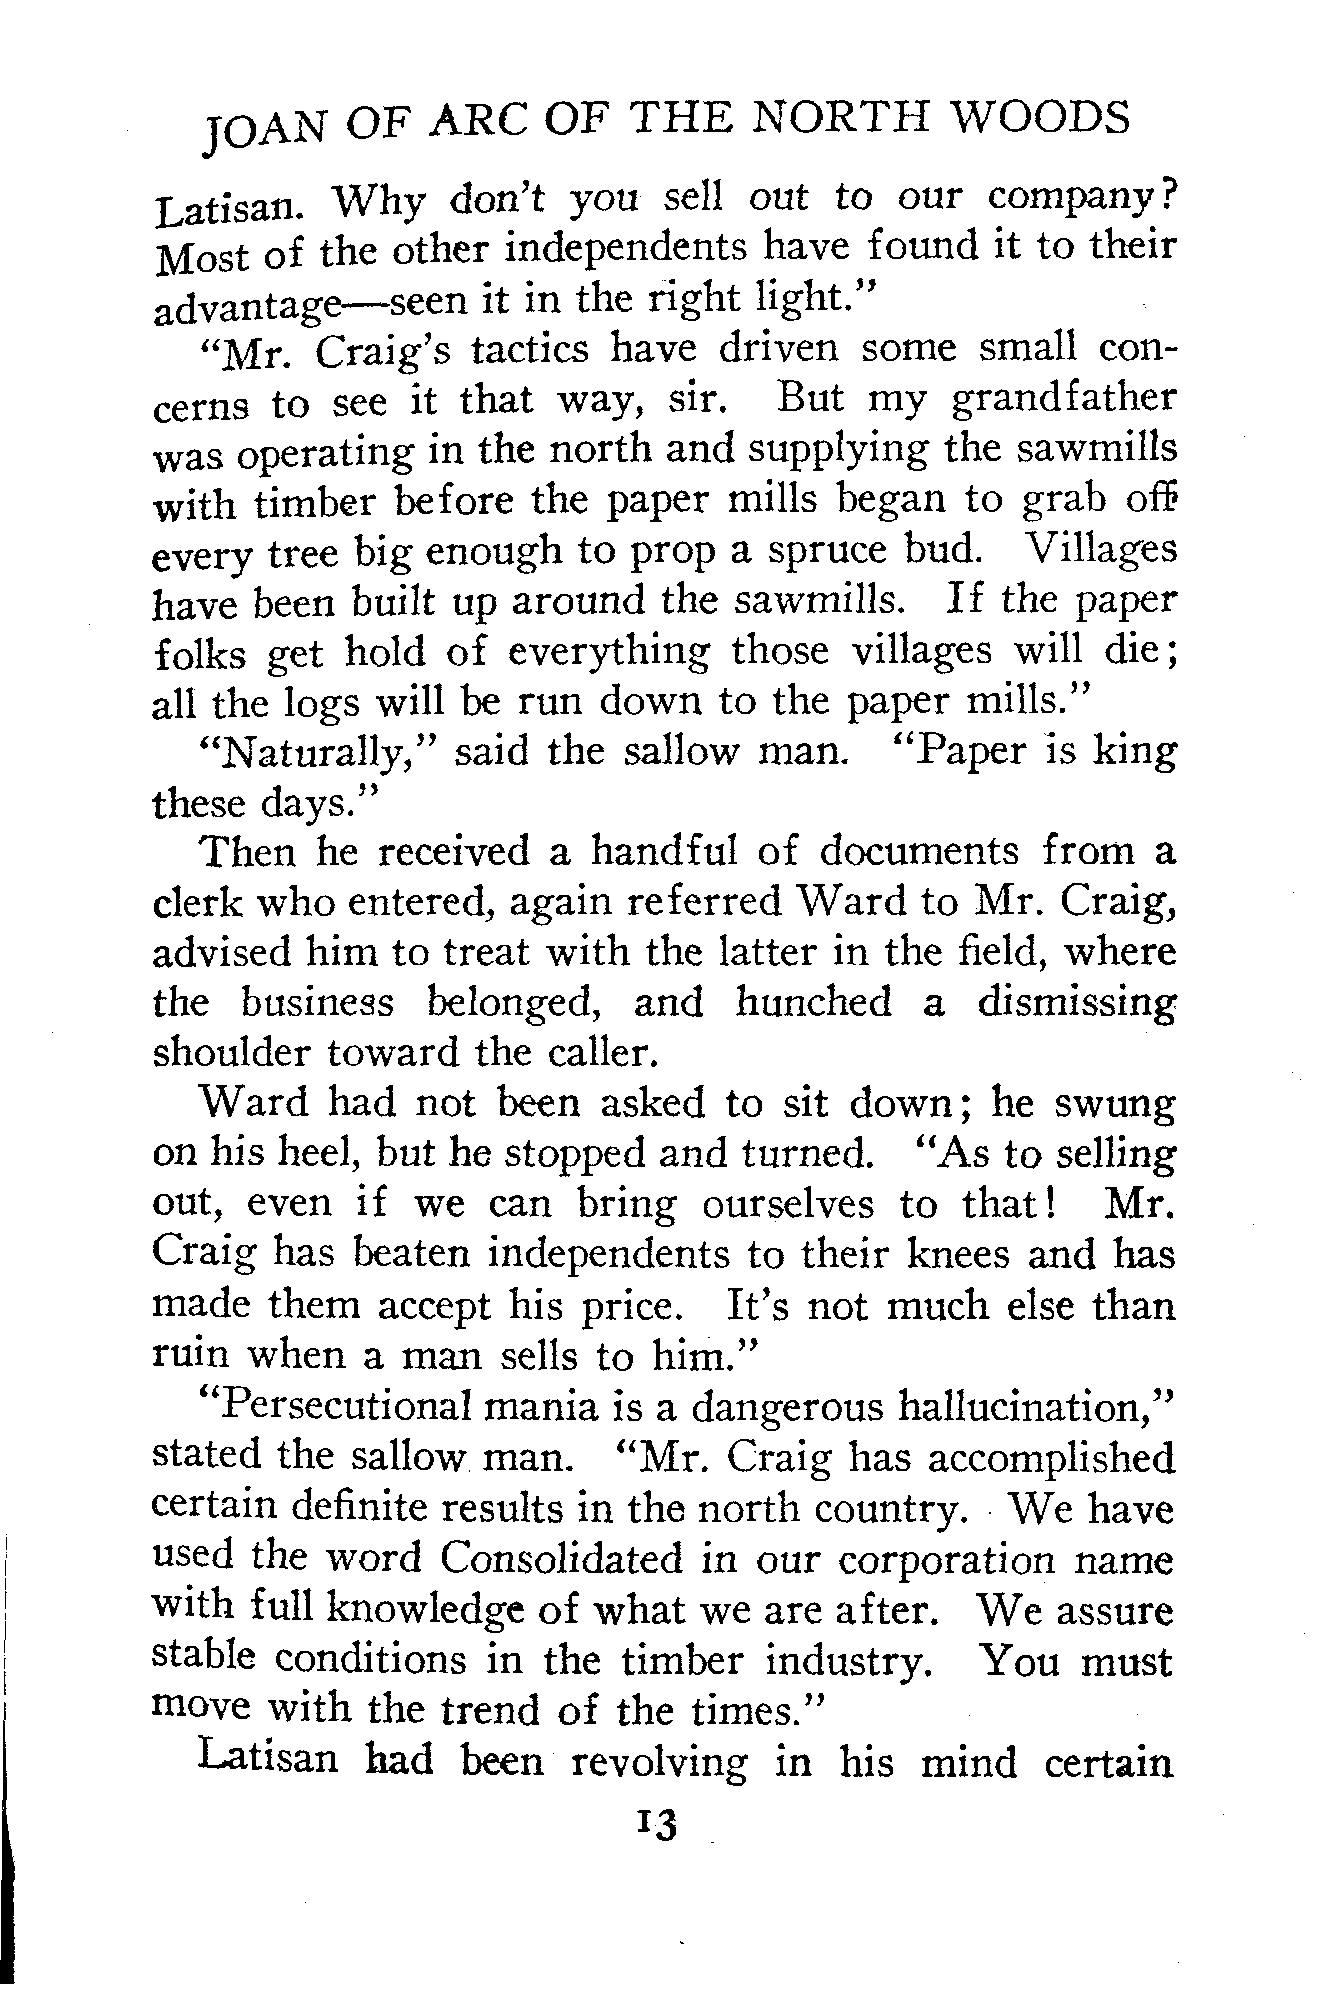 JOAN OF ARC OF THE NORTH WOODS
Latisan. Why don't you sell out to our company?
Most of the other independents have found it to their
advantage—seen it in the right light."
"Mr. Craig's tactics have driven some small con-
cerns to see it that way, sir. But my grandfather
was operating in the north and supplying the sawmills
with timber before the paper mills began to grab off
every tree big enough to prop a spruce bud. Villages
have been built up around the sawmills. If the paper
folks get hold of everything those villages will die;
all the logs will be run down to the paper mills."
"Naturally," said the sallow man. "Paper is king
these days."
Then he received a handful of documents from a
clerk who entered, again referred Ward to Mr. Craig,
advised him to treat with the latter in the field, where
the business belonged, and hunched a dismissing
shoulder toward the caller.
Ward had not been asked to sit down; he swung
on his heel, but he stopped and turned. "As to selling
out, even if we can bring ourselves to that! Mr.
Craig has beaten independents to their knees and has
made them accept his price. It's not much else than
ruin when a man sells to him."
"Persecutional mania is a dangerous hallucination,"
stated the sallow man. "Mr. Craig has accomplished
certain definite results in the north country. We have
used the word Consolidated in our corporation name
with full knowledge of what we are after. We assure
stable conditions in the timber industry. You must
move with the trend of the times."
Latisan had been revolving in his mind certain
13